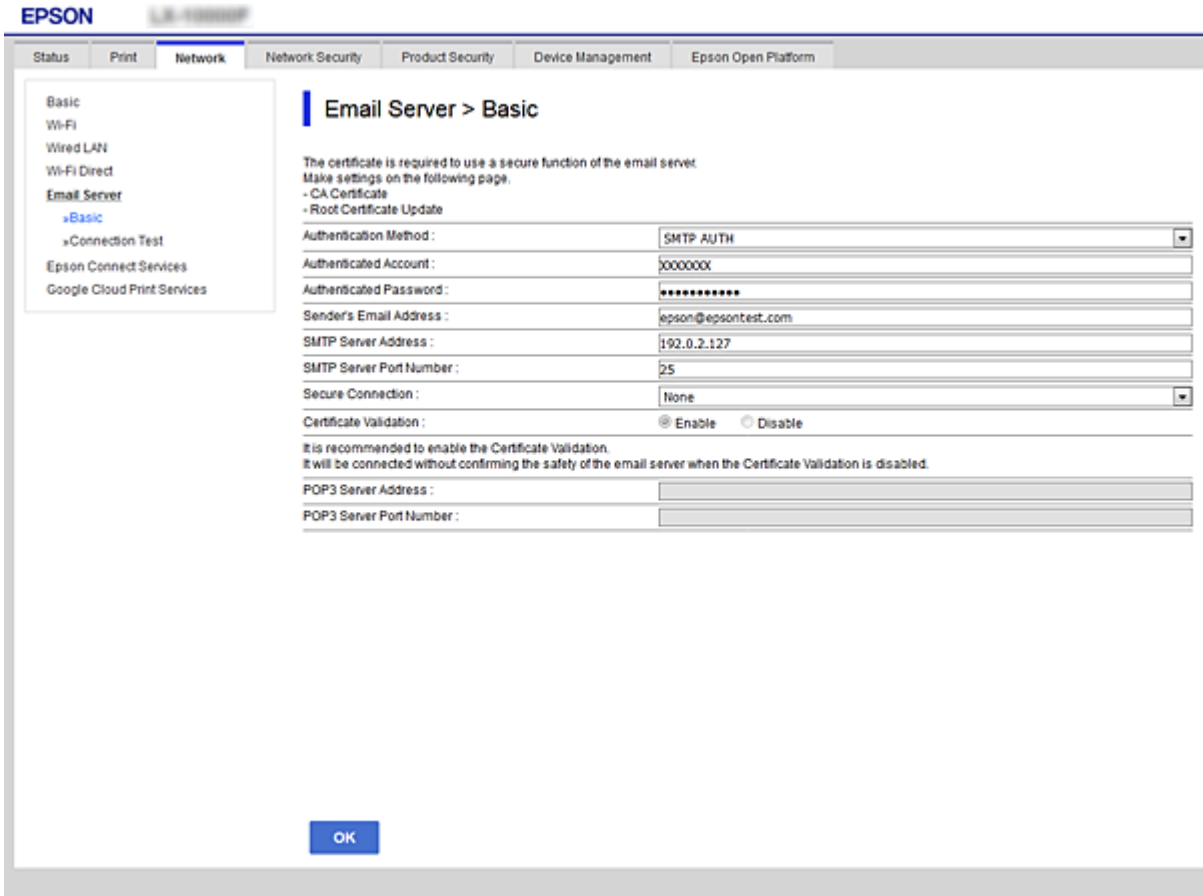 EPSON
Status Print Network Network Security Product Security Device Management Epson Open Platform
Basic
Wi-Fi
Wired LAN
Wi-Fi Direct
Email Server
»Basic
»Connection Test
Epson Connect Services
Google Cloud Print Services
Email Server > Basic
The certificate is required to use a secure function of the email server.
Make settings on the following page.
- CA Certificate
- Root Certificate Update
Authentication Method : SMTP AUTH
Authenticated Account : XXXXXXX
Authenticated Password : •••••••••••
Sender's Email Address : epson@epsontest.com
SMTP Server Address : 192.0.2.127
SMTP Server Port Number : 25
Secure Connection : None
Certificate Validation : Enable Disable
It is recommended to enable the Certificate Validation.
It will be connected without confirming the safety of the email server when the Certificate Validation is disabled.
POP3 Server Address :
POP3 Server Port Number :
OK